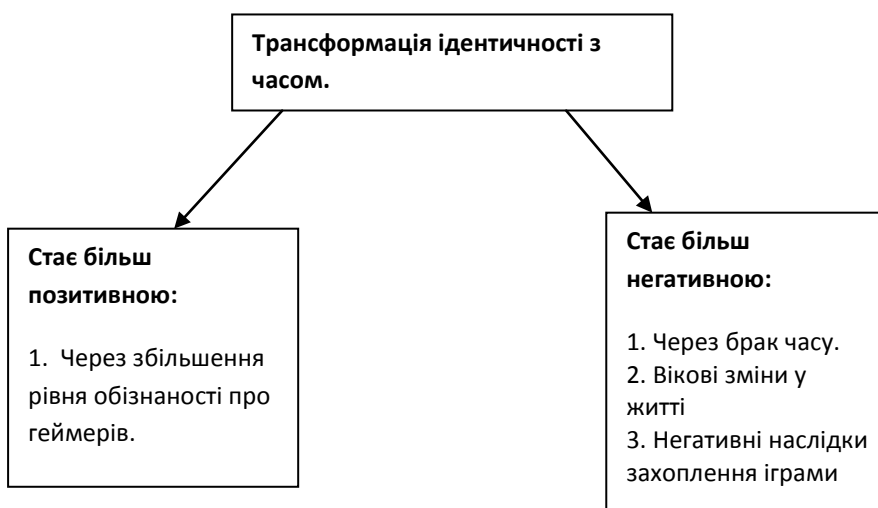 Трансформація ідентичності з
часом.
Стає більш
позитивною:
1. Через збільшення
рівня обізнаності про
геймерів.
Стає більш
негативною:
1. Через брак часу.
2. Вікові зміни у
житті
3. Негативні наслідки
захоплення іграми